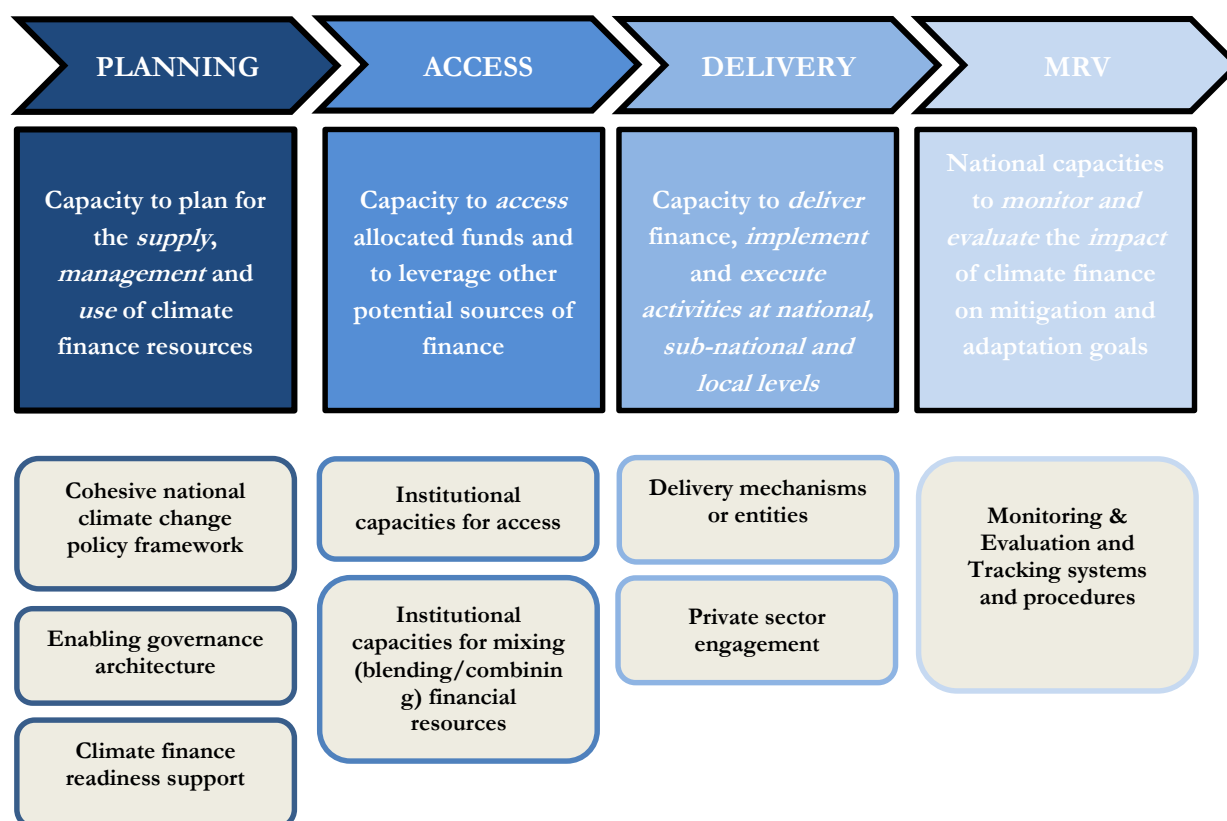 PLANNING
ACCESS
DELIVERY
MRV
Capacity to plan for
the supply,
management and
use of climate
finance resources
Capacity to access
allocated funds and
to leverage other
potential sources of
finance
Capacity to deliver
finance, implement
and execute
activities at national,
sub-national and
local levels
National capacities
to monitor and
evaluate the impact
of climate finance
on mitigation and
adaptation goals
Cohesive national
climate change
policy framework
Enabling governance
architecture
Climate finance
readiness support
Institutional
capacities for access
Institutional
capacities for mixing
(blending/combinin
g) financial
resources
Delivery mechanisms
or entities
Private sector
engagement
Monitoring &
Evaluation and
Tracking systems
and procedures